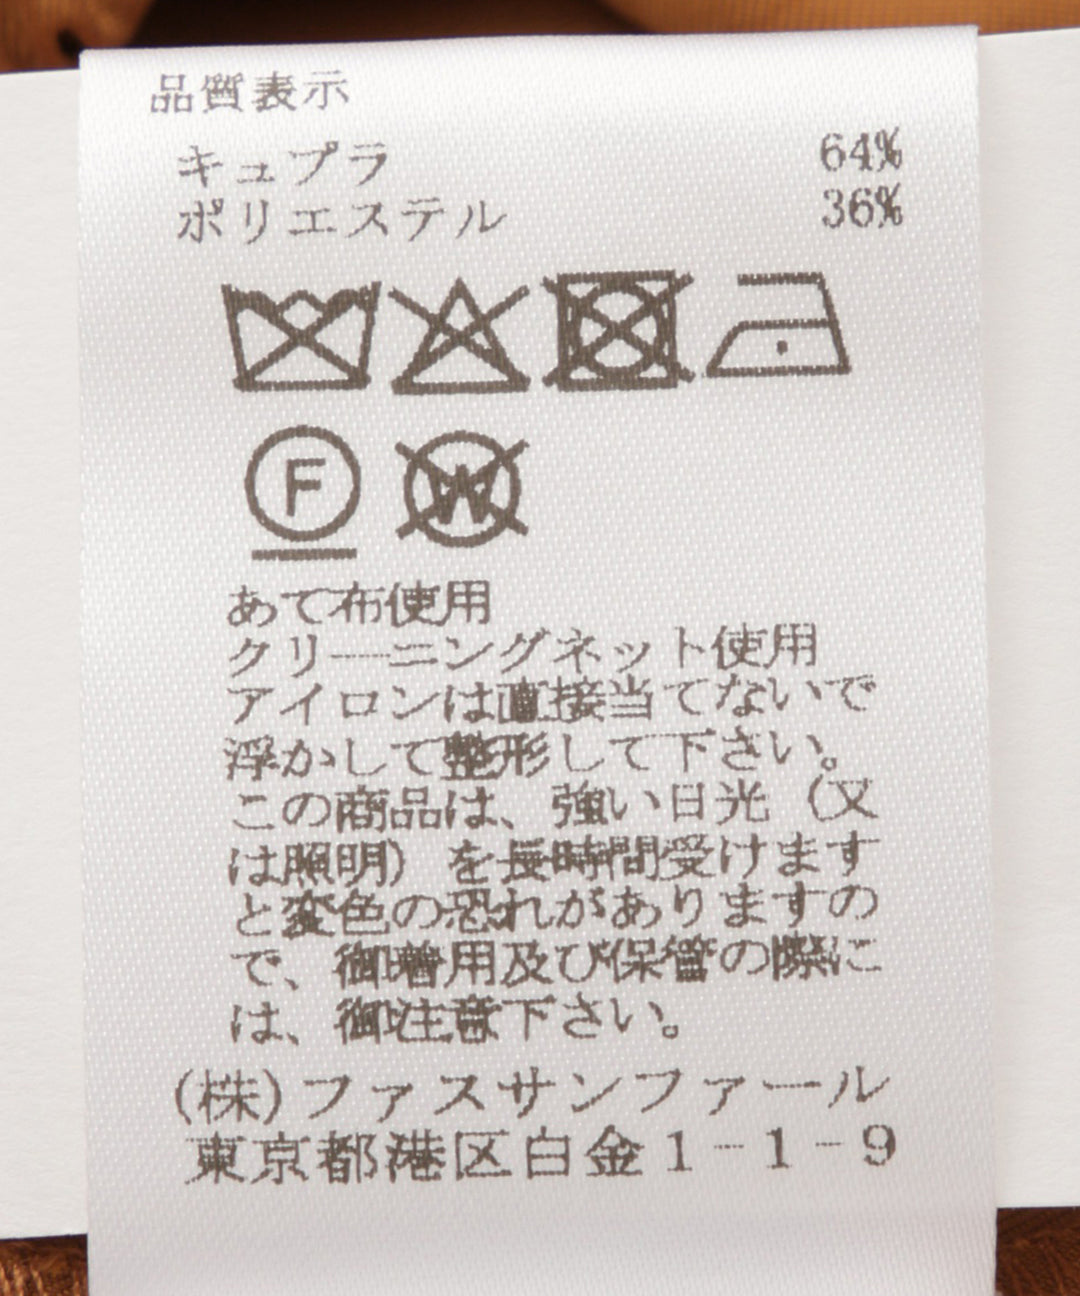 品質表示
キュプラ 64%
ポリエステル 36%
F W
あて布使用
クリーニングネット使用
アイロンは直接当てないで
浮かして整形して下さい。
この商品は、強い日光（又
は照明）を長時間受けます
と変色の恐れがありますの
で、御着用及び保管の際に
は、御注意下さい。
(株)ファスサンファール
東京都港区白金1-1-9